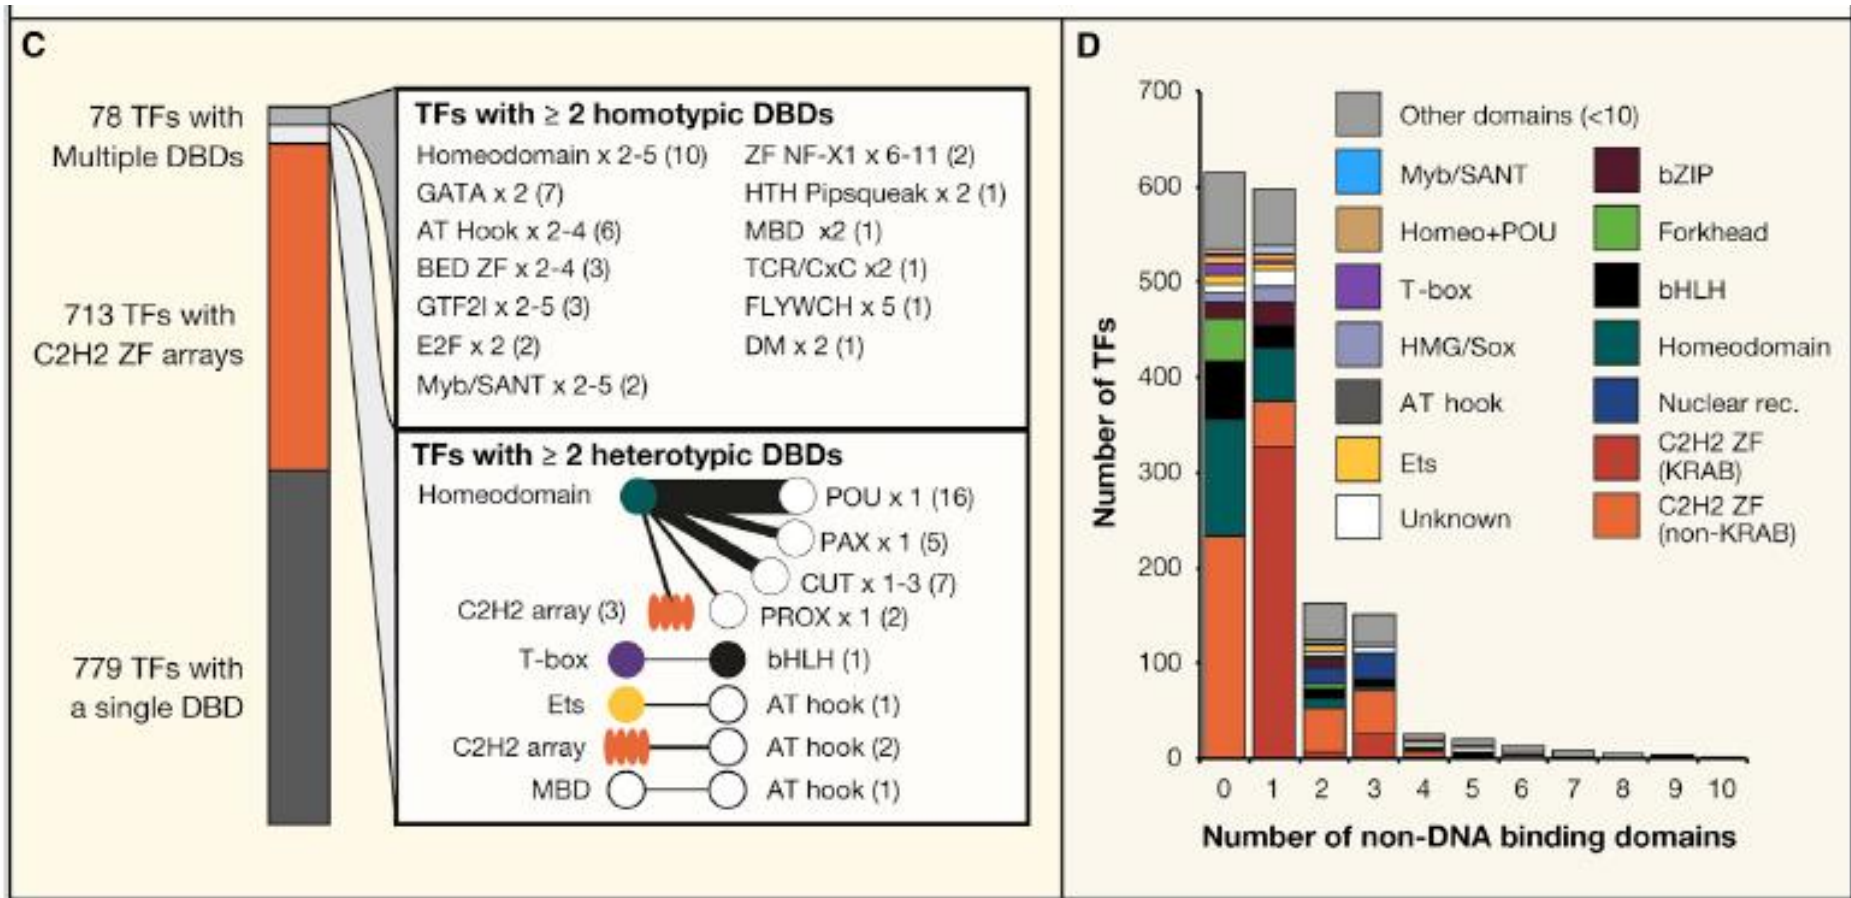 C
78 TFs with
Multiple DBDs
713 TFs with
C2H2 ZF arrays
779 TFs with
a single DBD
TFs with ≥ 2 homotypic DBDs
Homeodomain x 2-5 (10)
GATA x 2 (7)
AT Hook x 2-4 (6)
BED ZF x 2-4 (3)
GTF2I x 2-5 (3)
E2F x 2 (2)
Myb/SANT x 2-5 (2)
ZF NF-X1 x 6-11 (2)
HTH Pipsqueak x 2 (1)
MBD x2 (1)
TCR/CxC x2 (1)
FLYWCH x 5 (1)
DM x 2 (1)
TFs with ≥ 2 heterotypic DBDs
Homeodomain
POU x 1 (16)
PAX x 1 (5)
CUT x 1-3 (7)
C2H2 array (3)
PROX x 1 (2)
T-box
bHLH (1)
Ets
AT hook (1)
C2H2 array
AT hook (2)
MBD
AT hook (1)
D
Number of TFs
700
600
500
400
300
200
100
0
Other domains (<10)
Myb/SANT
Homeo+POU
T-box
HMG/Sox
AT hook
Ets
Unknown
bZIP
Forkhead
bHLH
Homeodomain
Nuclear rec.
C2H2 ZF
(KRAB)
C2H2 ZF
(non-KRAB)
0 1 2 3 4 5 6 7 8 9 10
Number of non-DNA binding domains